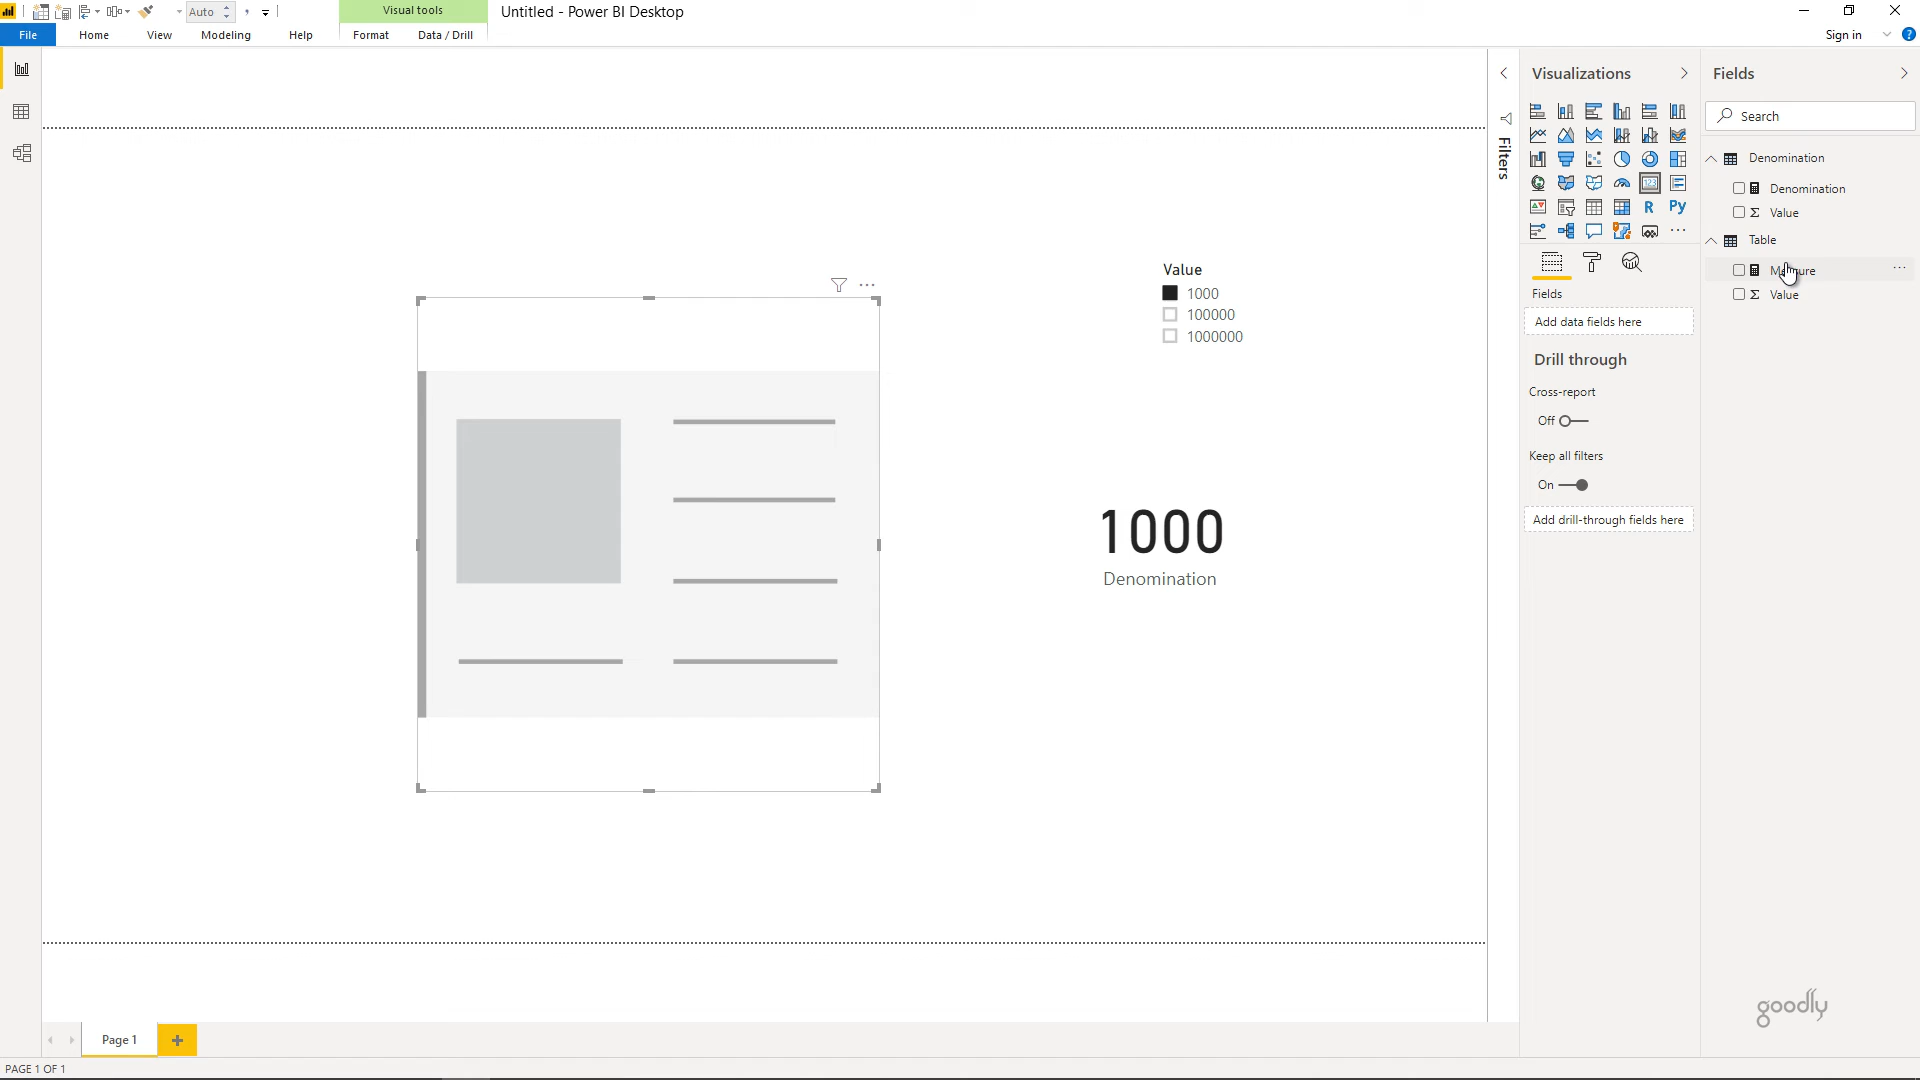 Auto
Visual tools
Untitled - Power BI Desktop
File
Home
View
Modeling
Help
Format
Data / Drill
Sign in
?
Visualizations
Fields
Search
Filters
Denomination
Denomination
Value
Table
Measure
Value
R
Py
123
Fields
Add data fields here
Drill through
Cross-report
Off
Keep all filters
On
Add drill-through fields here
Value
1000
100000
1000000
1000
Denomination
goodly
Page 1
PAGE 1 OF 1